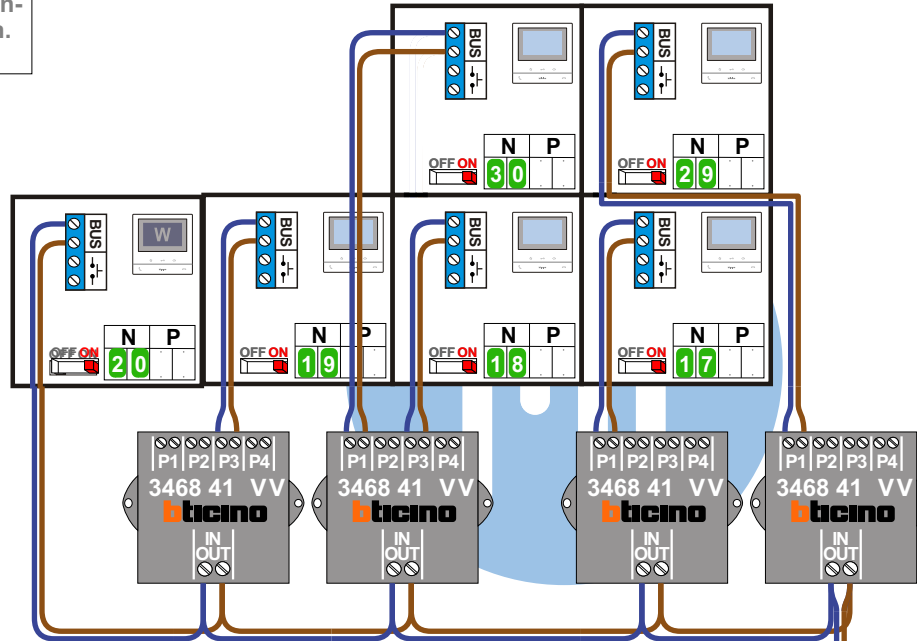 n-
n.
BUS
BUS
N P
OFF ON
3 0
N P
OFF ON
2 9
BUS
W
BUS
BUS
BUS
N P
OFF ON
2 0
N P
OFF ON
1 9
N P
OFF ON
1 8
N P
OFF ON
1 7
P1 P2 P3 P4
3468 41 VV
bticino
IN
OUT
P1 P2 P3 P4
3468 41 VV
bticino
IN
OUT
P1 P2 P3 P4
3468 41 VV
bticino
IN
OUT
P1 P2 P3 P4
3468 41 VV
bticino
IN
OUT